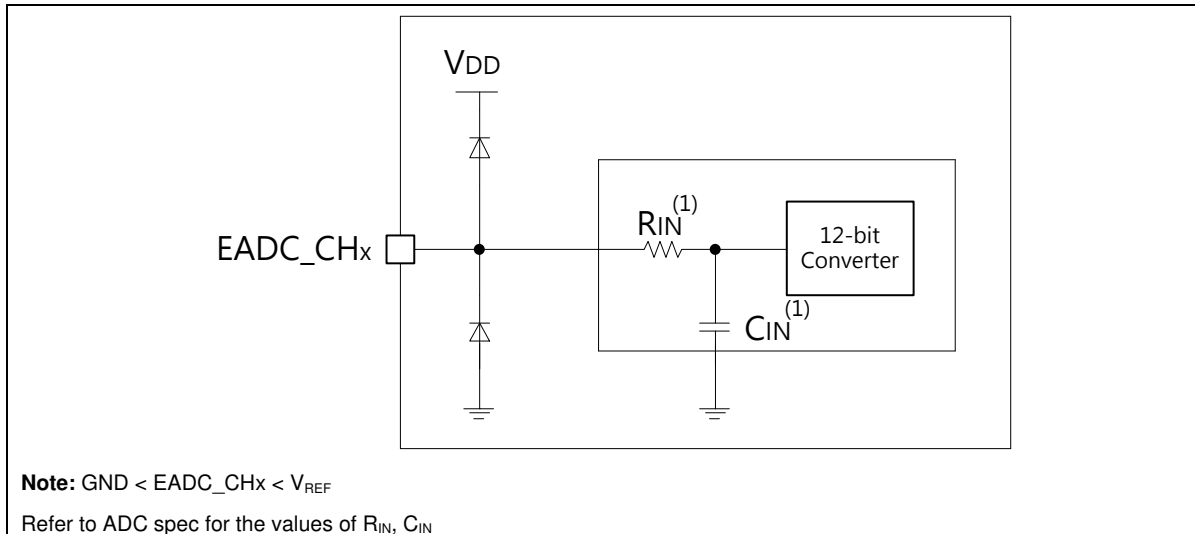 VDD
EADC_CHx
RIN(1)
12-bit
Converter
CIN(1)
Note: GND < EADC_CHx < VREF
Refer to ADC spec for the values of RIN, CIN